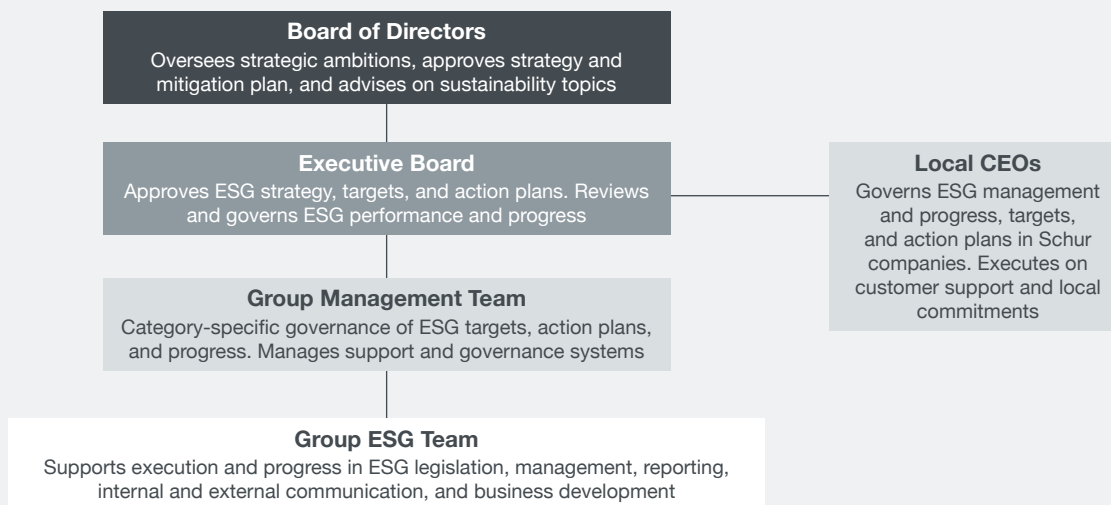 Board of Directors
Oversees strategic ambitions, approves strategy and
mitigation plan, and advises on sustainability topics
Executive Board
Approves ESG strategy, targets, and action plans. Reviews
and governs ESG performance and progress
Local CEOs
Governs ESG management
and progress, targets,
and action plans in Schur
companies. Executes on
customer support and local
commitments
Group Management Team
Category-specific governance of ESG targets, action plans,
and progress. Manages support and governance systems
Group ESG Team
Supports execution and progress in ESG legislation, management, reporting,
internal and external communication, and business development